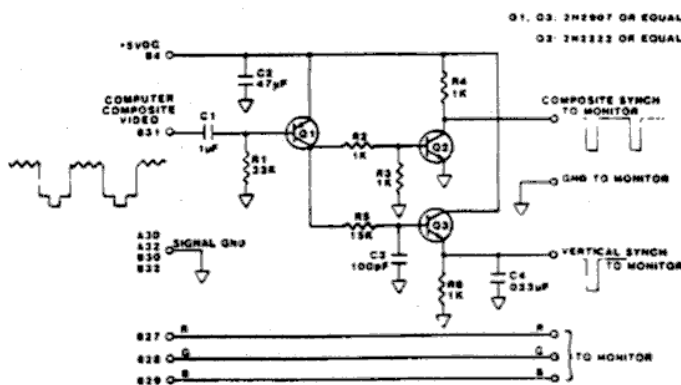 Q1, Q3: 2N2907 OR EQUAL
Q2: 2N2222 OR EQUAL
+5VDC
B4
C2
47µF
R4
1K
COMPUTER
COMPOSITE
VIDEO
B31
C1
1µF
Q1
R1
33K
R2
1K
R3
1K
Q2
COMPOSITE SYNCH
TO MONITOR
GND TO MONITOR
A30
A32
B30
B32
SIGNAL GND
R5
15K
C3
100pF
Q3
R6
1K
C4
.033µF
VERTICAL SYNCH
TO MONITOR
B27
R
R
B28
G
G
TO MONITOR
B29
B
B